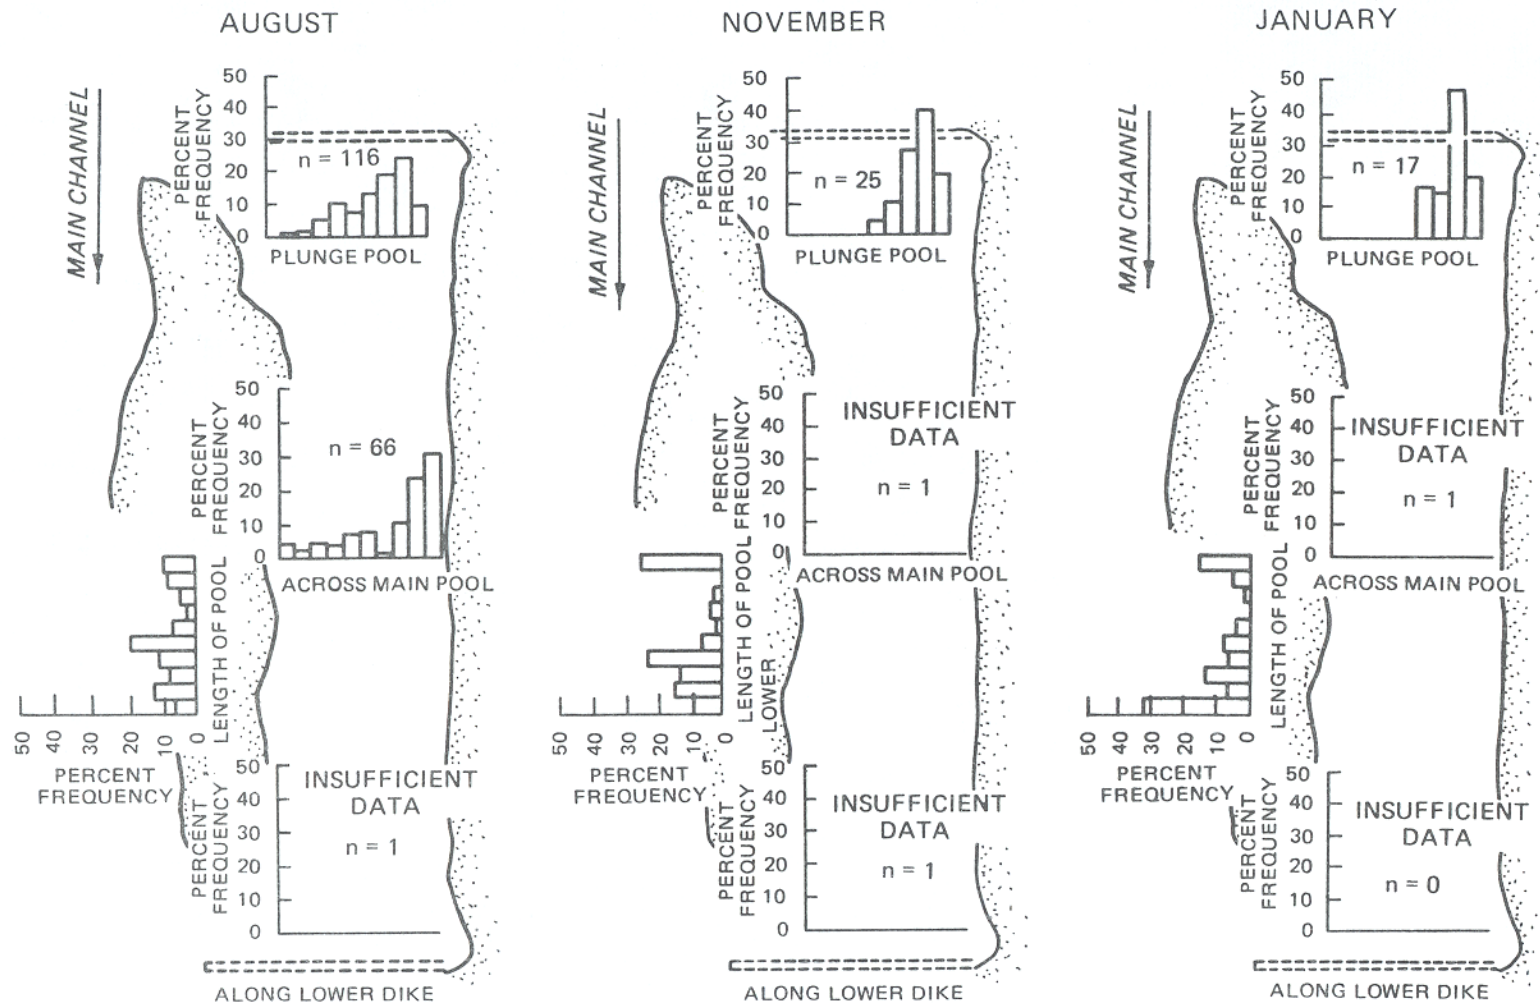 AUGUST
NOVEMBER
JANUARY
MAIN CHANNEL
PERCENT
FREQUENCY
50
40
30
20
10
0
n = 116
PLUNGE POOL
MAIN CHANNEL
PERCENT
FREQUENCY
50
40
30
20
10
0
n = 25
PLUNGE POOL
MAIN CHANNEL
PERCENT
FREQUENCY
50
40
30
20
10
0
n = 17
PLUNGE POOL
PERCENT
FREQUENCY
50
40
30
20
10
0
n = 66
ACROSS MAIN POOL
PERCENT FREQUENCY
50
40
30
20
10
0
INSUFFICIENT
DATA
n = 1
ACROSS MAIN POOL
PERCENT
FREQUENCY
50
40
30
20
10
0
INSUFFICIENT
DATA
n = 1
ACROSS MAIN POOL
LENGTH OF POOL
50 40 30 20 10 0
PERCENT
FREQUENCY
LENGTH OF POOL
LOWER
50 40 30 20 10 0
PERCENT
FREQUENCY
LENGTH OF POOL
50 40 30 20 10 0
PERCENT
FREQUENCY
PERCENT
FREQUENCY
50
40
30
20
10
0
INSUFFICIENT
DATA
n = 1
ALONG LOWER DIKE
PERCENT
FREQUENCY
50
40
30
20
10
0
INSUFFICIENT
DATA
n = 1
ALONG LOWER DIKE
PERCENT
FREQUENCY
50
40
30
20
10
0
INSUFFICIENT
DATA
n = 0
ALONG LOWER DIKE